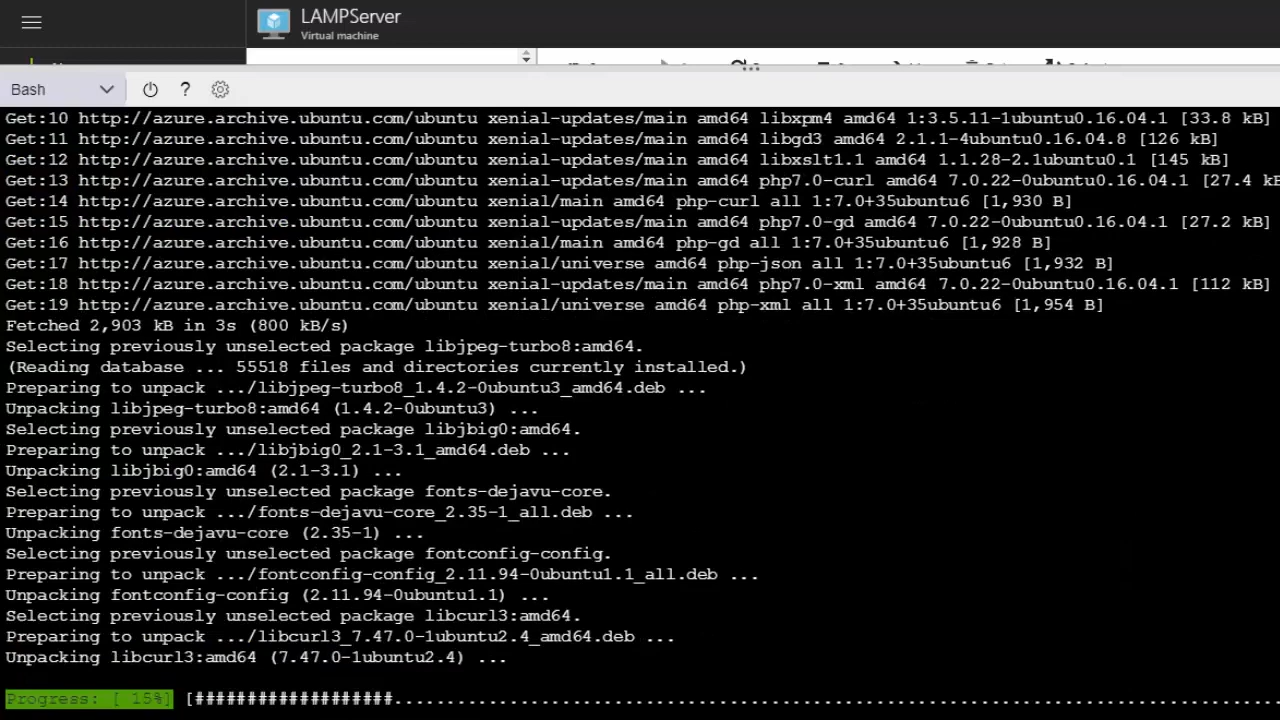 LAMPServer
Virtual machine
Bash
?
Get:10 http://azure.archive.ubuntu.com/ubuntu xenial-updates/main amd64 libxpm4 amd64 1:3.5.11-1ubuntu0.16.04.1 [33.8 kB]
Get:11 http://azure.archive.ubuntu.com/ubuntu xenial-updates/main amd64 libgd3 amd64 2.1.1-4ubuntu0.16.04.8 [126 kB]
Get:12 http://azure.archive.ubuntu.com/ubuntu xenial-updates/main amd64 libxslt1.1 amd64 1.1.28-2.1ubuntu0.1 [145 kB]
Get:13 http://azure.archive.ubuntu.com/ubuntu xenial-updates/main amd64 php7.0-curl amd64 7.0.22-0ubuntu0.16.04.1 [27.4 kB
Get:14 http://azure.archive.ubuntu.com/ubuntu xenial/main amd64 php-curl all 1:7.0+35ubuntu6 [1,930 B]
Get:15 http://azure.archive.ubuntu.com/ubuntu xenial-updates/main amd64 php7.0-gd amd64 7.0.22-0ubuntu0.16.04.1 [27.2 kB]
Get:16 http://azure.archive.ubuntu.com/ubuntu xenial/main amd64 php-gd all 1:7.0+35ubuntu6 [1,928 B]
Get:17 http://azure.archive.ubuntu.com/ubuntu xenial/universe amd64 php-json all 1:7.0+35ubuntu6 [1,932 B]
Get:18 http://azure.archive.ubuntu.com/ubuntu xenial-updates/main amd64 php7.0-xml amd64 7.0.22-0ubuntu0.16.04.1 [112 kB]
Get:19 http://azure.archive.ubuntu.com/ubuntu xenial/universe amd64 php-xml all 1:7.0+35ubuntu6 [1,954 B]
Fetched 2,903 kB in 3s (800 kB/s)
Selecting previously unselected package libjpeg-turbo8:amd64.
(Reading database ... 55518 files and directories currently installed.)
Preparing to unpack .../libjpeg-turbo8_1.4.2-0ubuntu3_amd64.deb ...
Unpacking libjpeg-turbo8:amd64 (1.4.2-0ubuntu3) ...
Selecting previously unselected package libjbig0:amd64.
Preparing to unpack .../libjbig0_2.1-3.1_amd64.deb ...
Unpacking libjbig0:amd64 (2.1-3.1) ...
Selecting previously unselected package fonts-dejavu-core.
Preparing to unpack .../fonts-dejavu-core_2.35-1_all.deb ...
Unpacking fonts-dejavu-core (2.35-1) ...
Selecting previously unselected package fontconfig-config.
Preparing to unpack .../fontconfig-config_2.11.94-0ubuntu1.1_all.deb ...
Unpacking fontconfig-config (2.11.94-0ubuntu1.1) ...
Selecting previously unselected package libcurl3:amd64.
Preparing to unpack .../libcurl3_7.47.0-1ubuntu2.4_amd64.deb ...
Unpacking libcurl3:amd64 (7.47.0-1ubuntu2.4) ...
Progress: [ 15%] [###################.....................................................................................